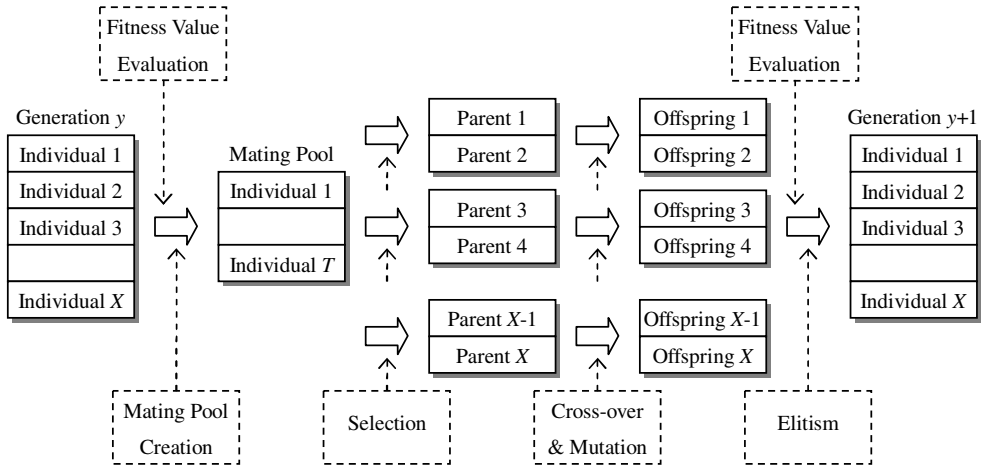 Fitness Value
Evaluation
Generation y
Individual 1
Individual 2
Individual 3
Individual X
Mating Pool
Creation
Mating Pool
Individual 1
Individual T
Selection
Parent 1
Parent 2
Parent 3
Parent 4
Parent X-1
Parent X
Cross-over
& Mutation
Offspring 1
Offspring 2
Offspring 3
Offspring 4
Offspring X-1
Offspring X
Fitness Value
Evaluation
Elitism
Generation y+1
Individual 1
Individual 2
Individual 3
Individual X